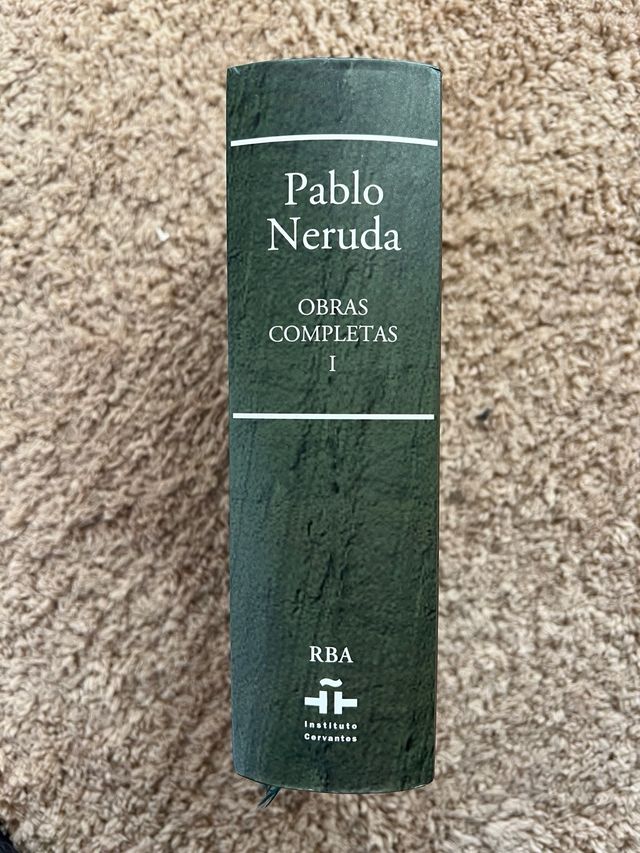 Pablo
Neruda
OBRAS
COMPLETAS
I
RBA
Instituto
Cervantes